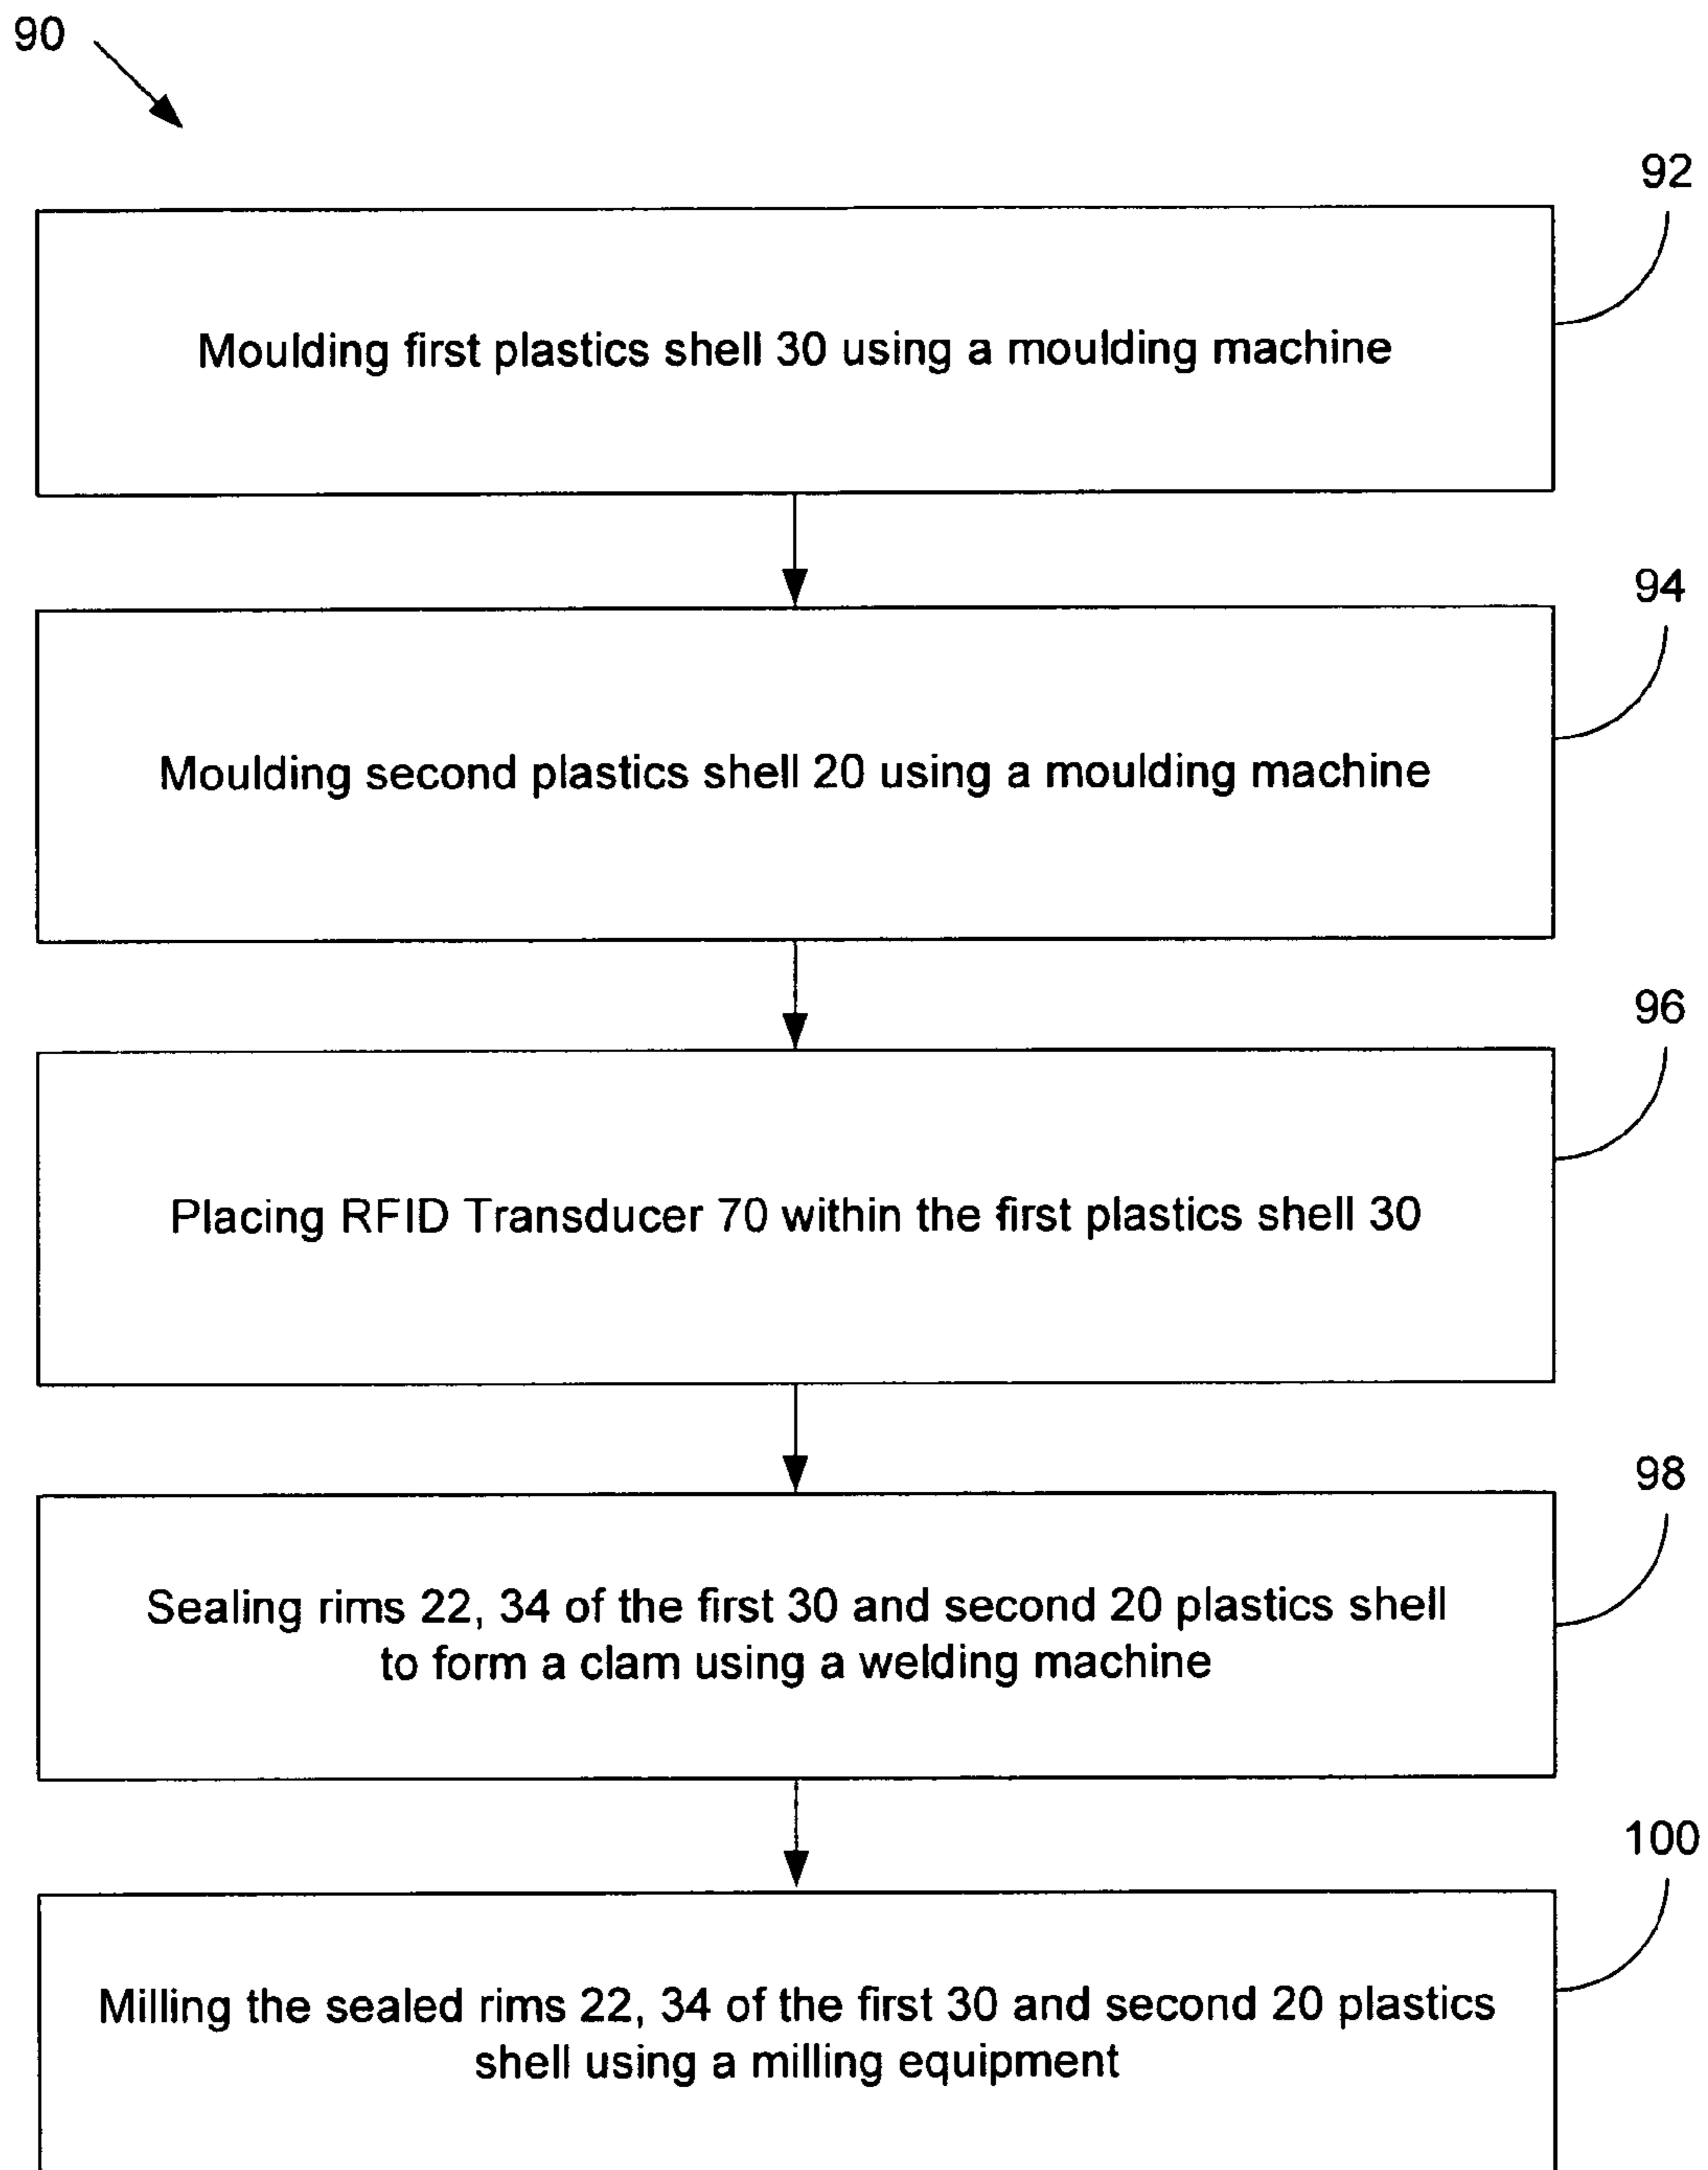 90
92
Moulding first plastics shell 30 using a moulding machine
94
Moulding second plastics shell 20 using a moulding machine
96
Placing RFID Transducer 70 within the first plastics shell 30
98
Sealing rims 22, 34 of the first 30 and second 20 plastics shell
to form a clam using a welding machine
100
Milling the sealed rims 22, 34 of the first 30 and second 20 plastics
shell using a milling equipment